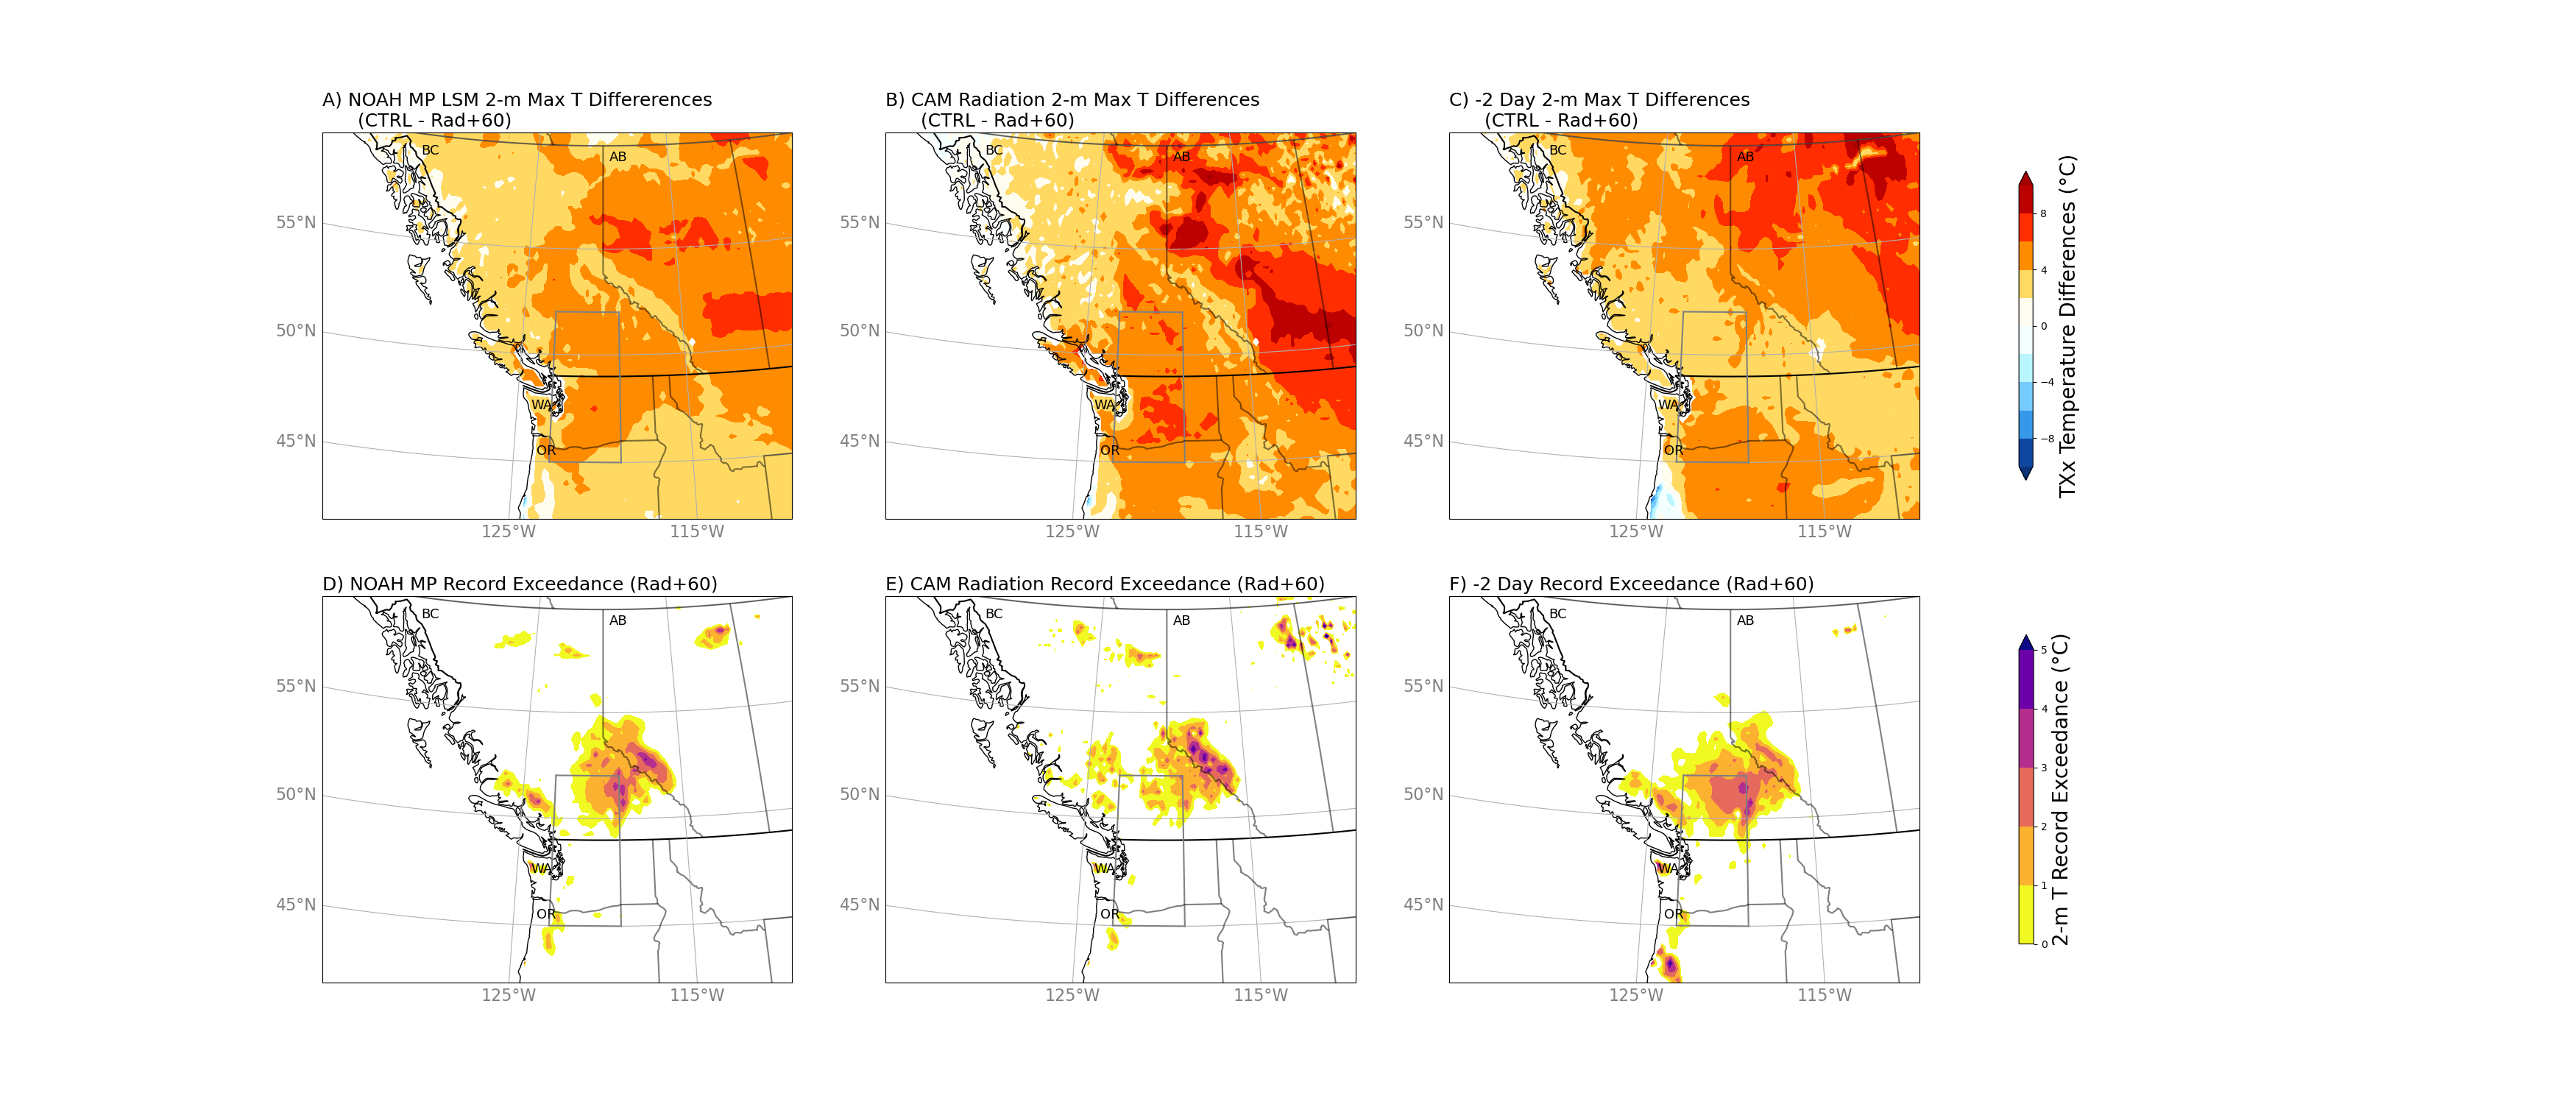 A) NOAH MP LSM 2-m Max T Differerences
(CTRL - Rad+60)
B) CAM Radiation 2-m Max T Differences
(CTRL - Rad+60)
C) -2 Day 2-m Max T Differences
(CTRL - Rad+60)
BC
AB
WA
OR
55°N
50°N
45°N
125°W
115°W
BC
AB
WA
OR
55°N
50°N
45°N
125°W
115°W
BC
AB
WA
OR
55°N
50°N
45°N
125°W
115°W
8
4
0
−4
−8
TXx Temperature Differences (°C)
D) NOAH MP Record Exceedance (Rad+60)
E) CAM Radiation Record Exceedance (Rad+60)
F) -2 Day Record Exceedance (Rad+60)
BC
AB
WA
OR
55°N
50°N
45°N
125°W
115°W
BC
AB
WA
OR
55°N
50°N
45°N
125°W
115°W
BC
AB
WA
OR
55°N
50°N
45°N
125°W
115°W
5
4
3
2
1
0
2-m T Record Exceedance (°C)